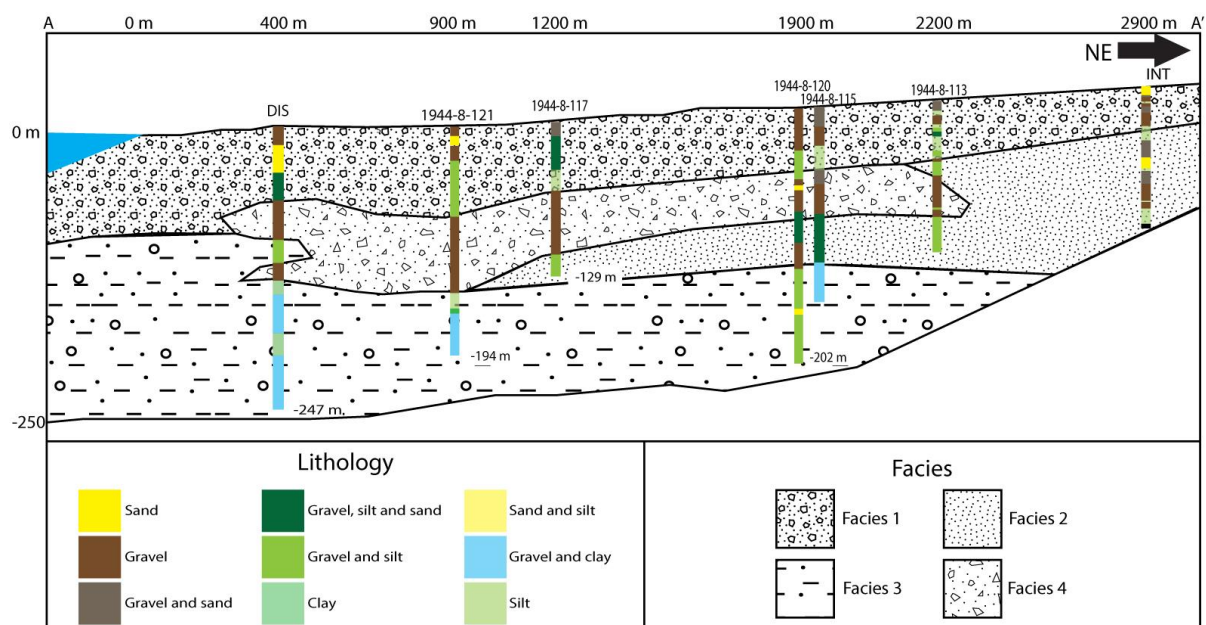 A 0 m 400 m 900 m 1200 m 1900 m 2200 m 2900 m A'
NE
INT
1944-8-120
1944-8-113
DIS
1944-8-121
1944-8-117
1944-8-115
0 m
-129 m
-194 m
-202 m
-247 m.
-250
Lithology
Facies
Sand
Gravel, silt and sand
Sand and silt
Facies 1
Facies 2
Gravel
Gravel and silt
Gravel and clay
Facies 3
Facies 4
Gravel and sand
Clay
Silt